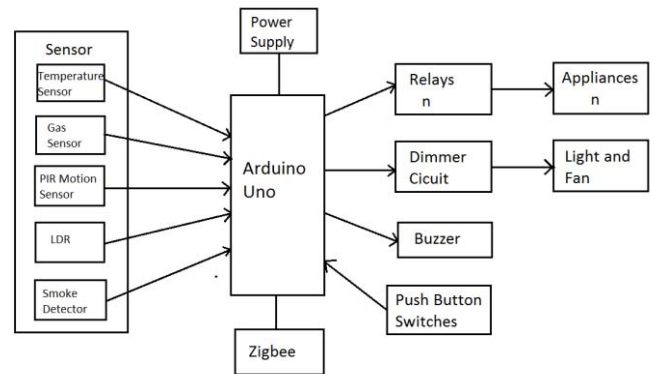 Sensor
Temperature
Sensor
Gas
Sensor
PIR Motion
Sensor
LDR
Smoke
Detector
Power
Supply
Arduino
Uno
Zigbee
Relays
n
Dimmer
Cicuit
Buzzer
Push Button
Switches
Appliances
n
Light and
Fan